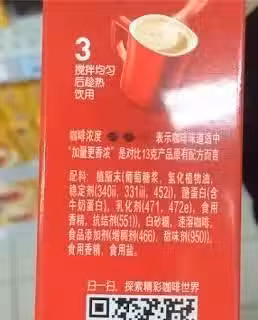 3
搅拌均匀
后趁热
饮用
咖啡浓度
表示咖啡味道适中
"加量更香浓"是对比13克产品原有配方而言
配料：植脂末(葡萄糖浆，氢化植物油，
稳定剂(340ii，331iii，452i)，酪蛋白(含
牛奶蛋白)，乳化剂(471，472e)，食用
香精，抗结剂(551))，白砂糖，速溶咖啡，
食品添加剂(增稠剂(466)，甜味剂(950))，
食用香精，食用盐。
扫一扫，探索精彩咖啡世界